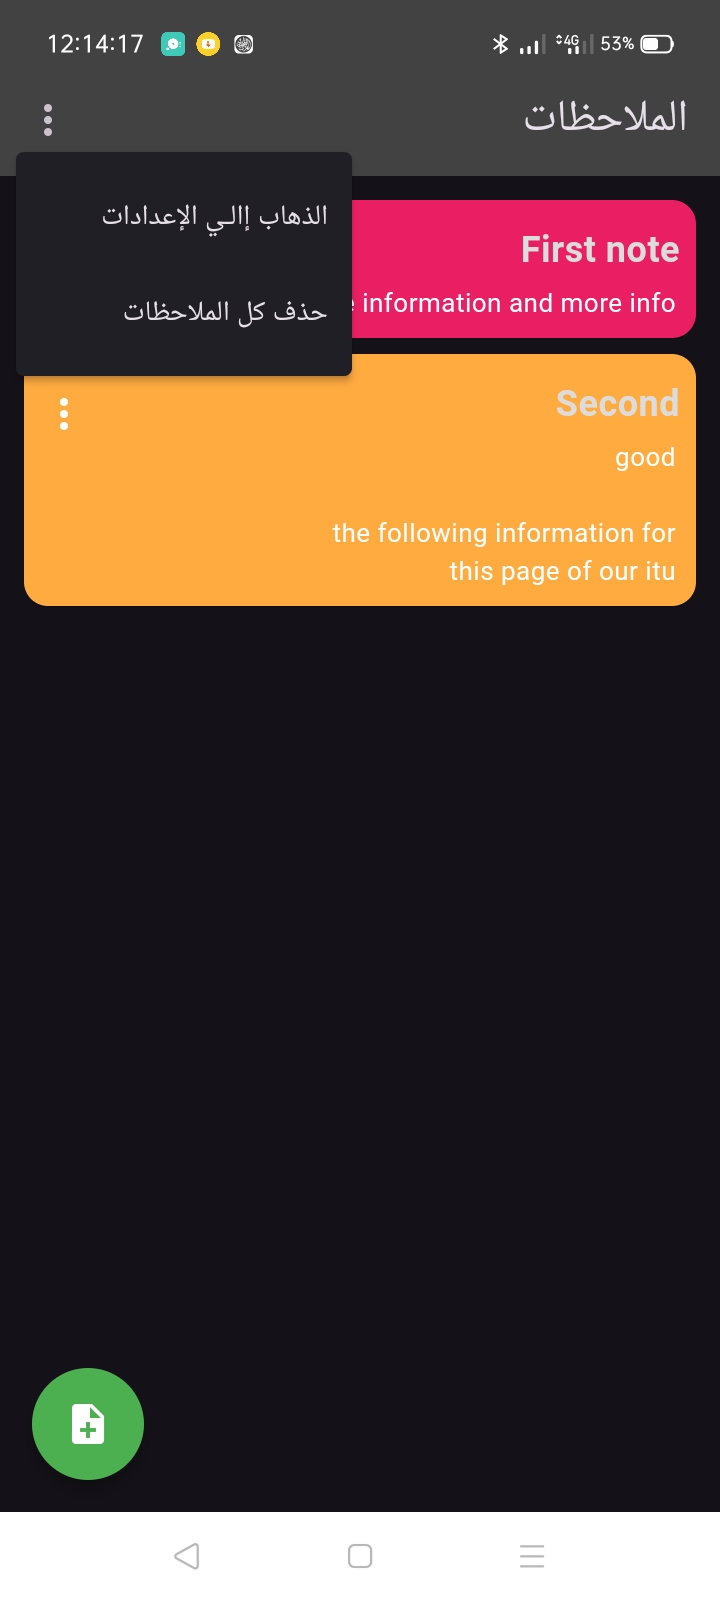 12:14:17
4G 53%
الملاحظات
الذهاب إالـي الإعدادات
حذف كل الملاحظات
First note
information and more info
Second
good
the following information for
this page of our itu